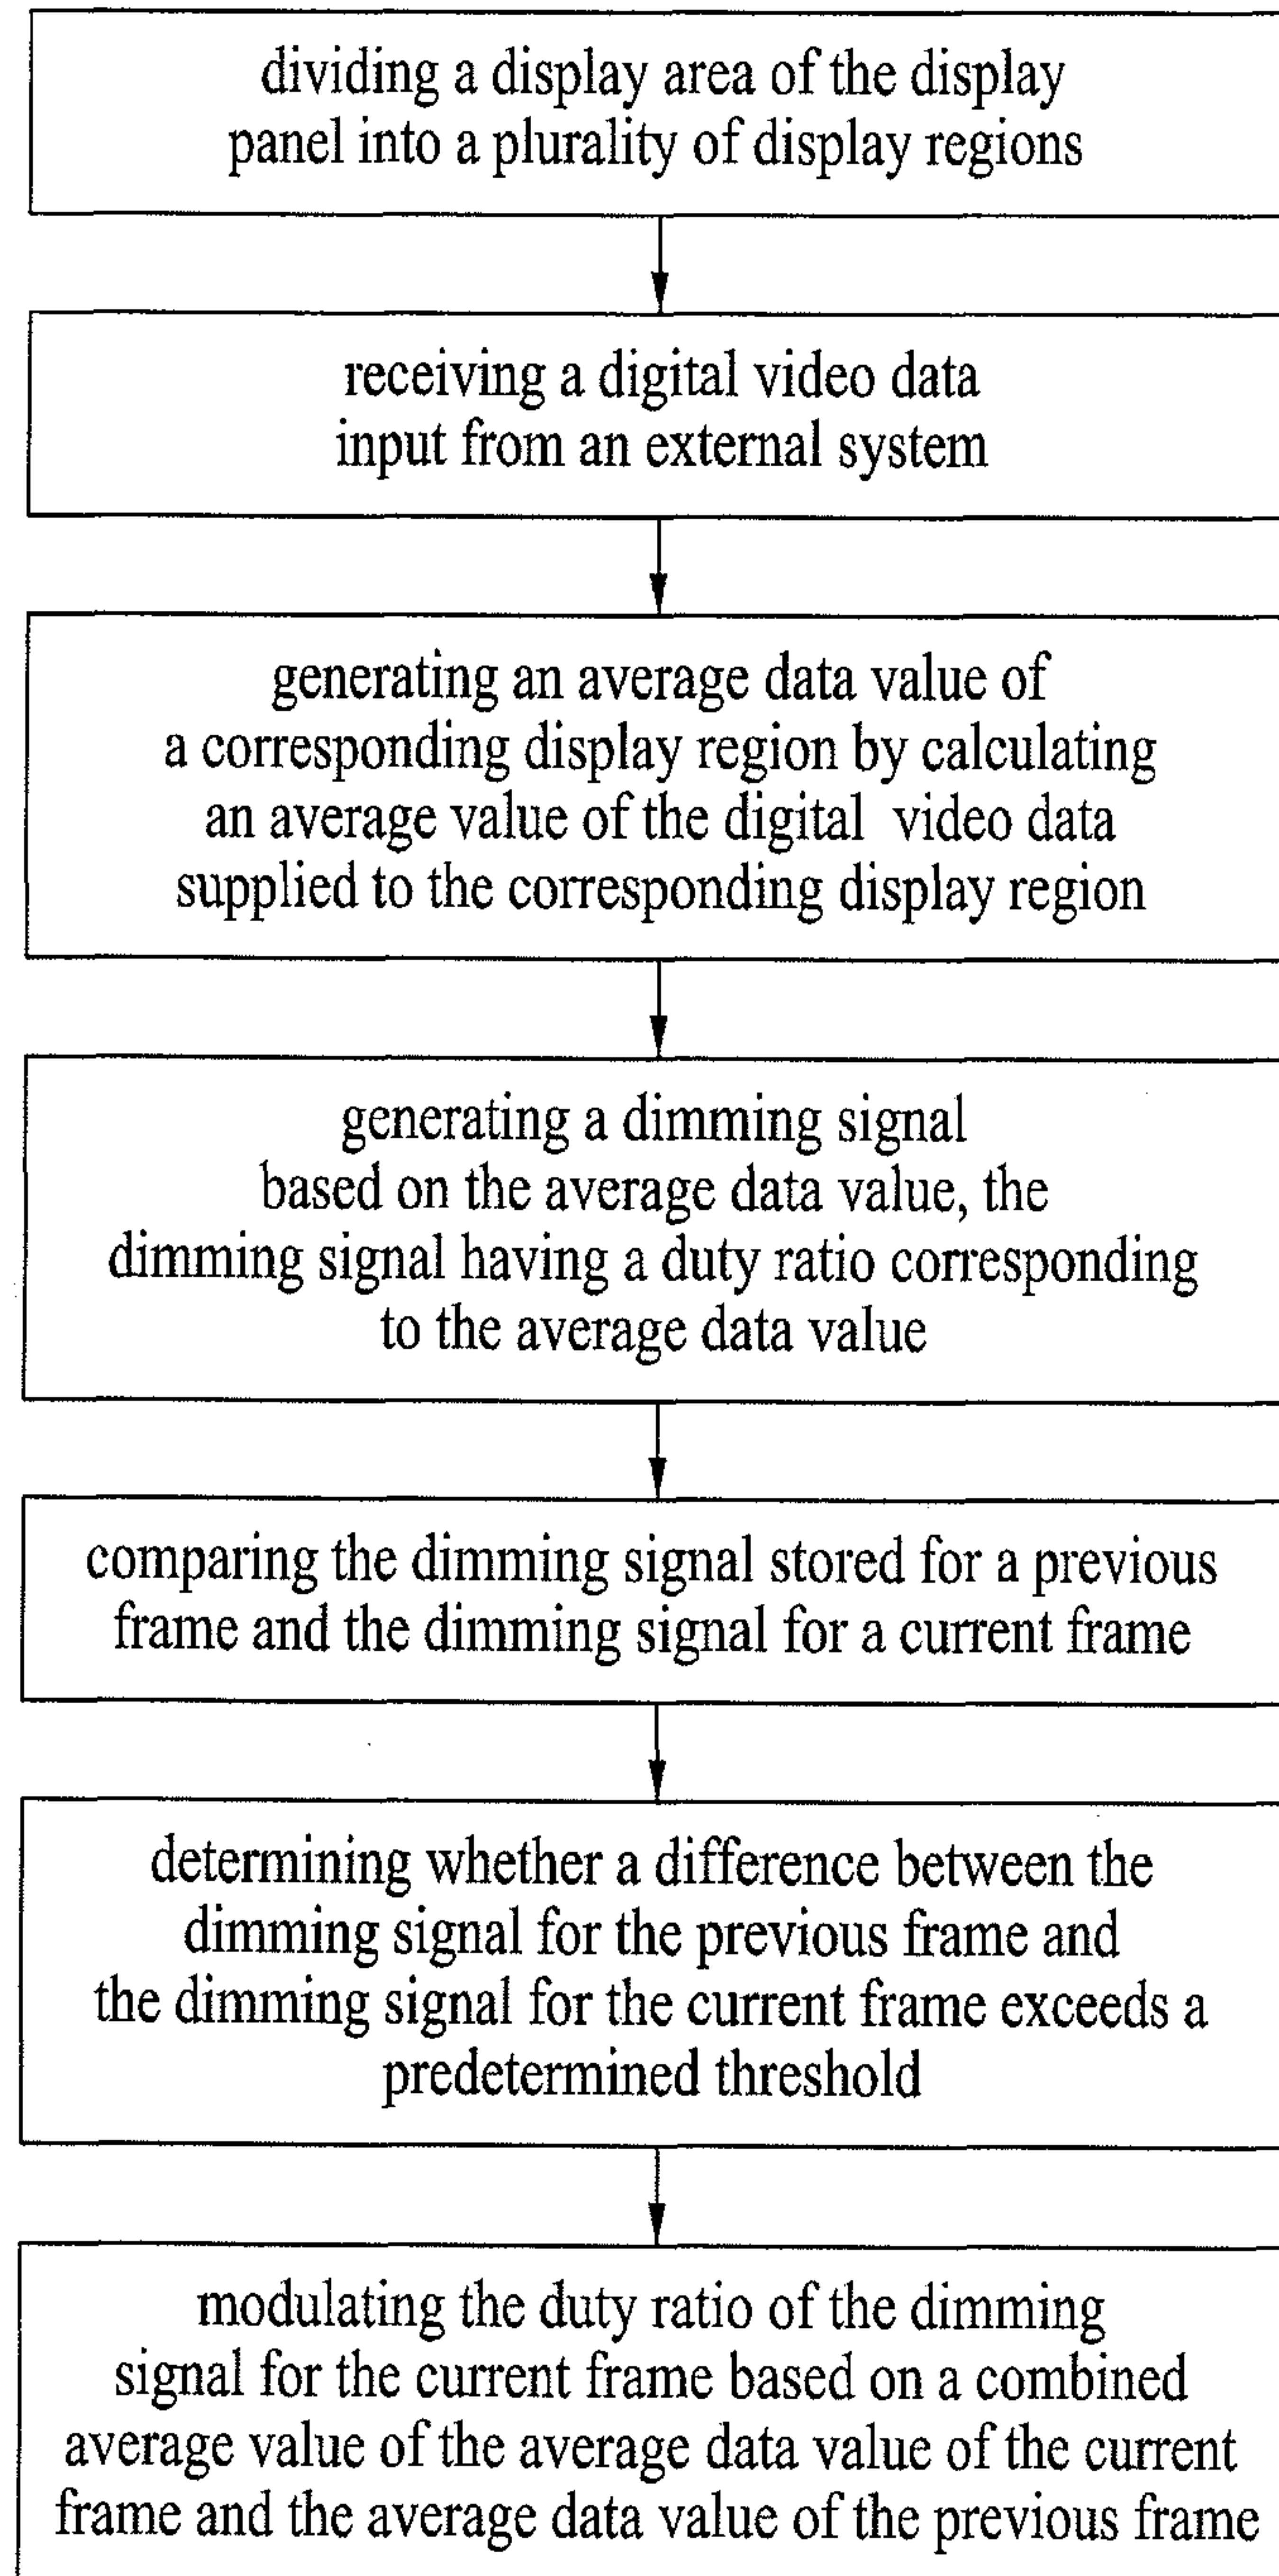 dividing a display area of the display
panel into a plurality of display regions
receiving a digital video data
input from an external system
generating an average data value of
a corresponding display region by calculating
an average value of the digital video data
supplied to the corresponding display region
generating a dimming signal
based on the average data value, the
dimming signal having a duty ratio corresponding
to the average data value
comparing the dimming signal stored for a previous
frame and the dimming signal for a current frame
determining whether a difference between the
dimming signal for the previous frame and
the dimming signal for the current frame exceeds a
predetermined threshold
modulating the duty ratio of the dimming
signal for the current frame based on a combined
average value of the average data value of the current
frame and the average data value of the previous frame